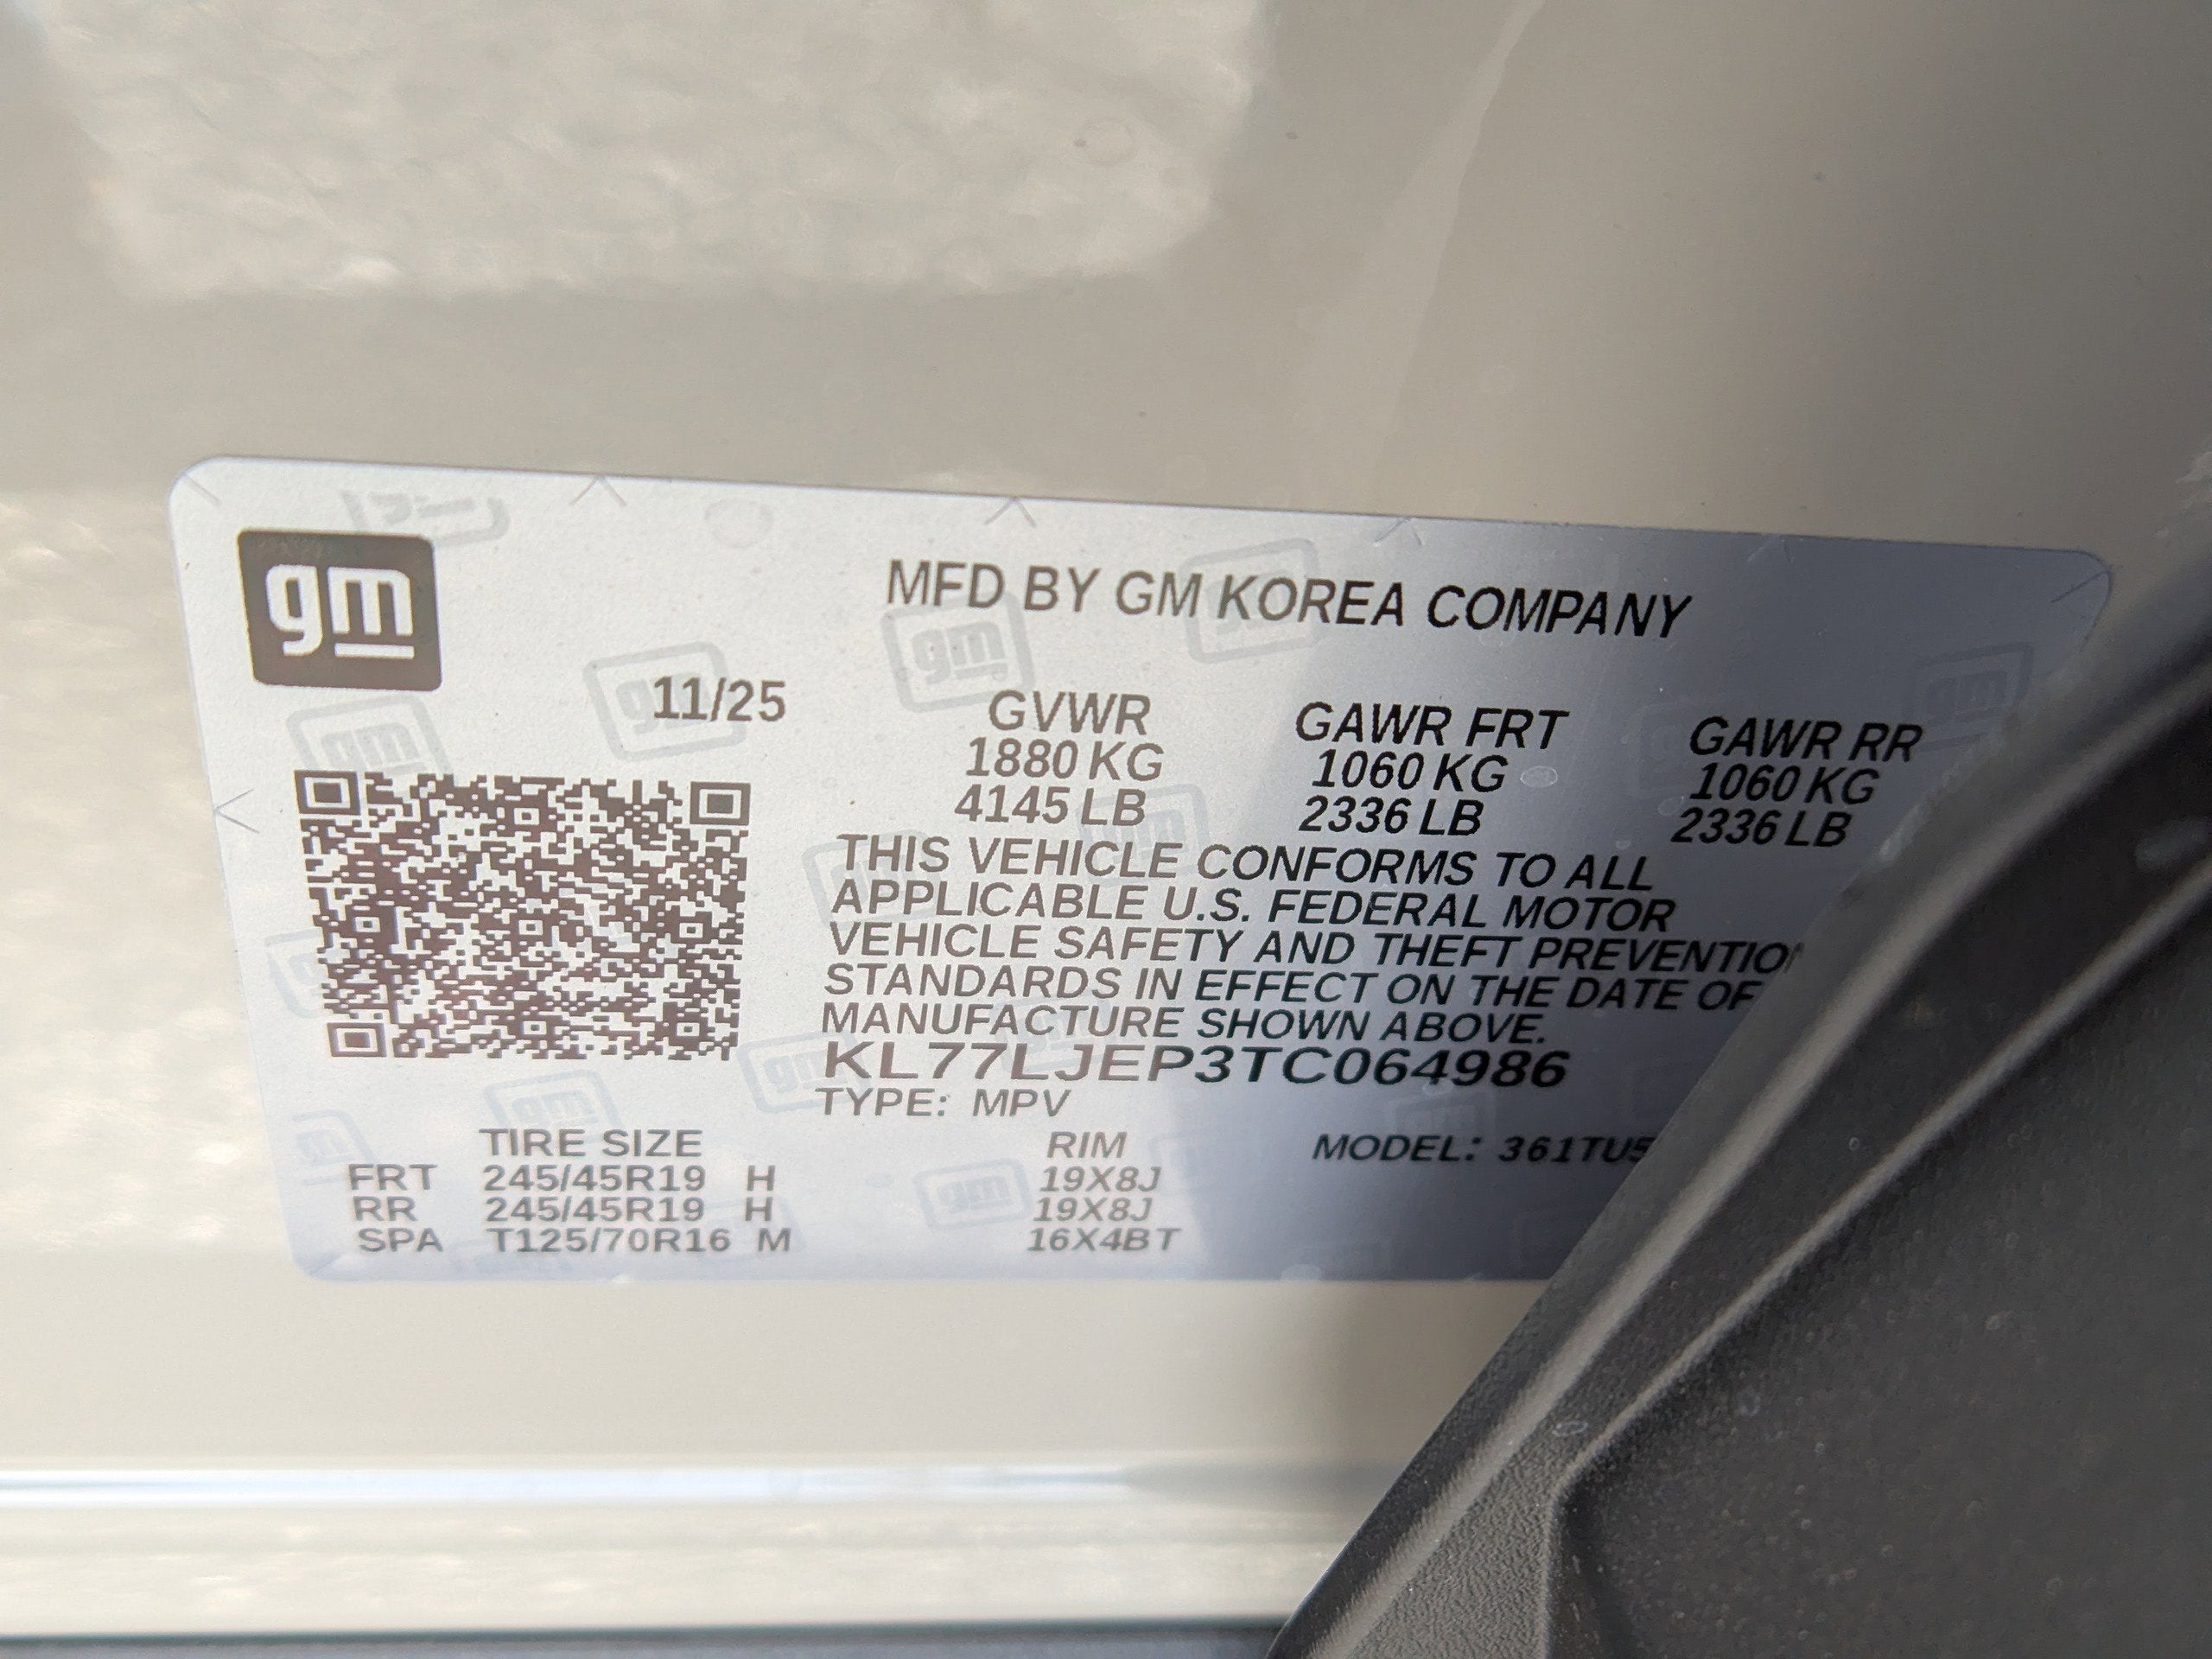 gm
MFD BY GM KOREA COMPANY
11/25
GVWR GAWR FRT GAWR RR
1880 KG 1060 KG 1060 KG
4145 LB 2336 LB 2336 LB
THIS VEHICLE CONFORMS TO ALL
APPLICABLE U.S. FEDERAL MOTOR
VEHICLE SAFETY AND THEFT PREVENTION
STANDARDS IN EFFECT ON THE DATE OF
MANUFACTURE SHOWN ABOVE.
KL77LJEP3TC064986
TYPE: MPV
TIRE SIZE RIM MODEL: 361TU5
FRT 245/45R19 H 19X8J
RR 245/45R19 H 19X8J
SPA T125/70R16 M 16X4BT